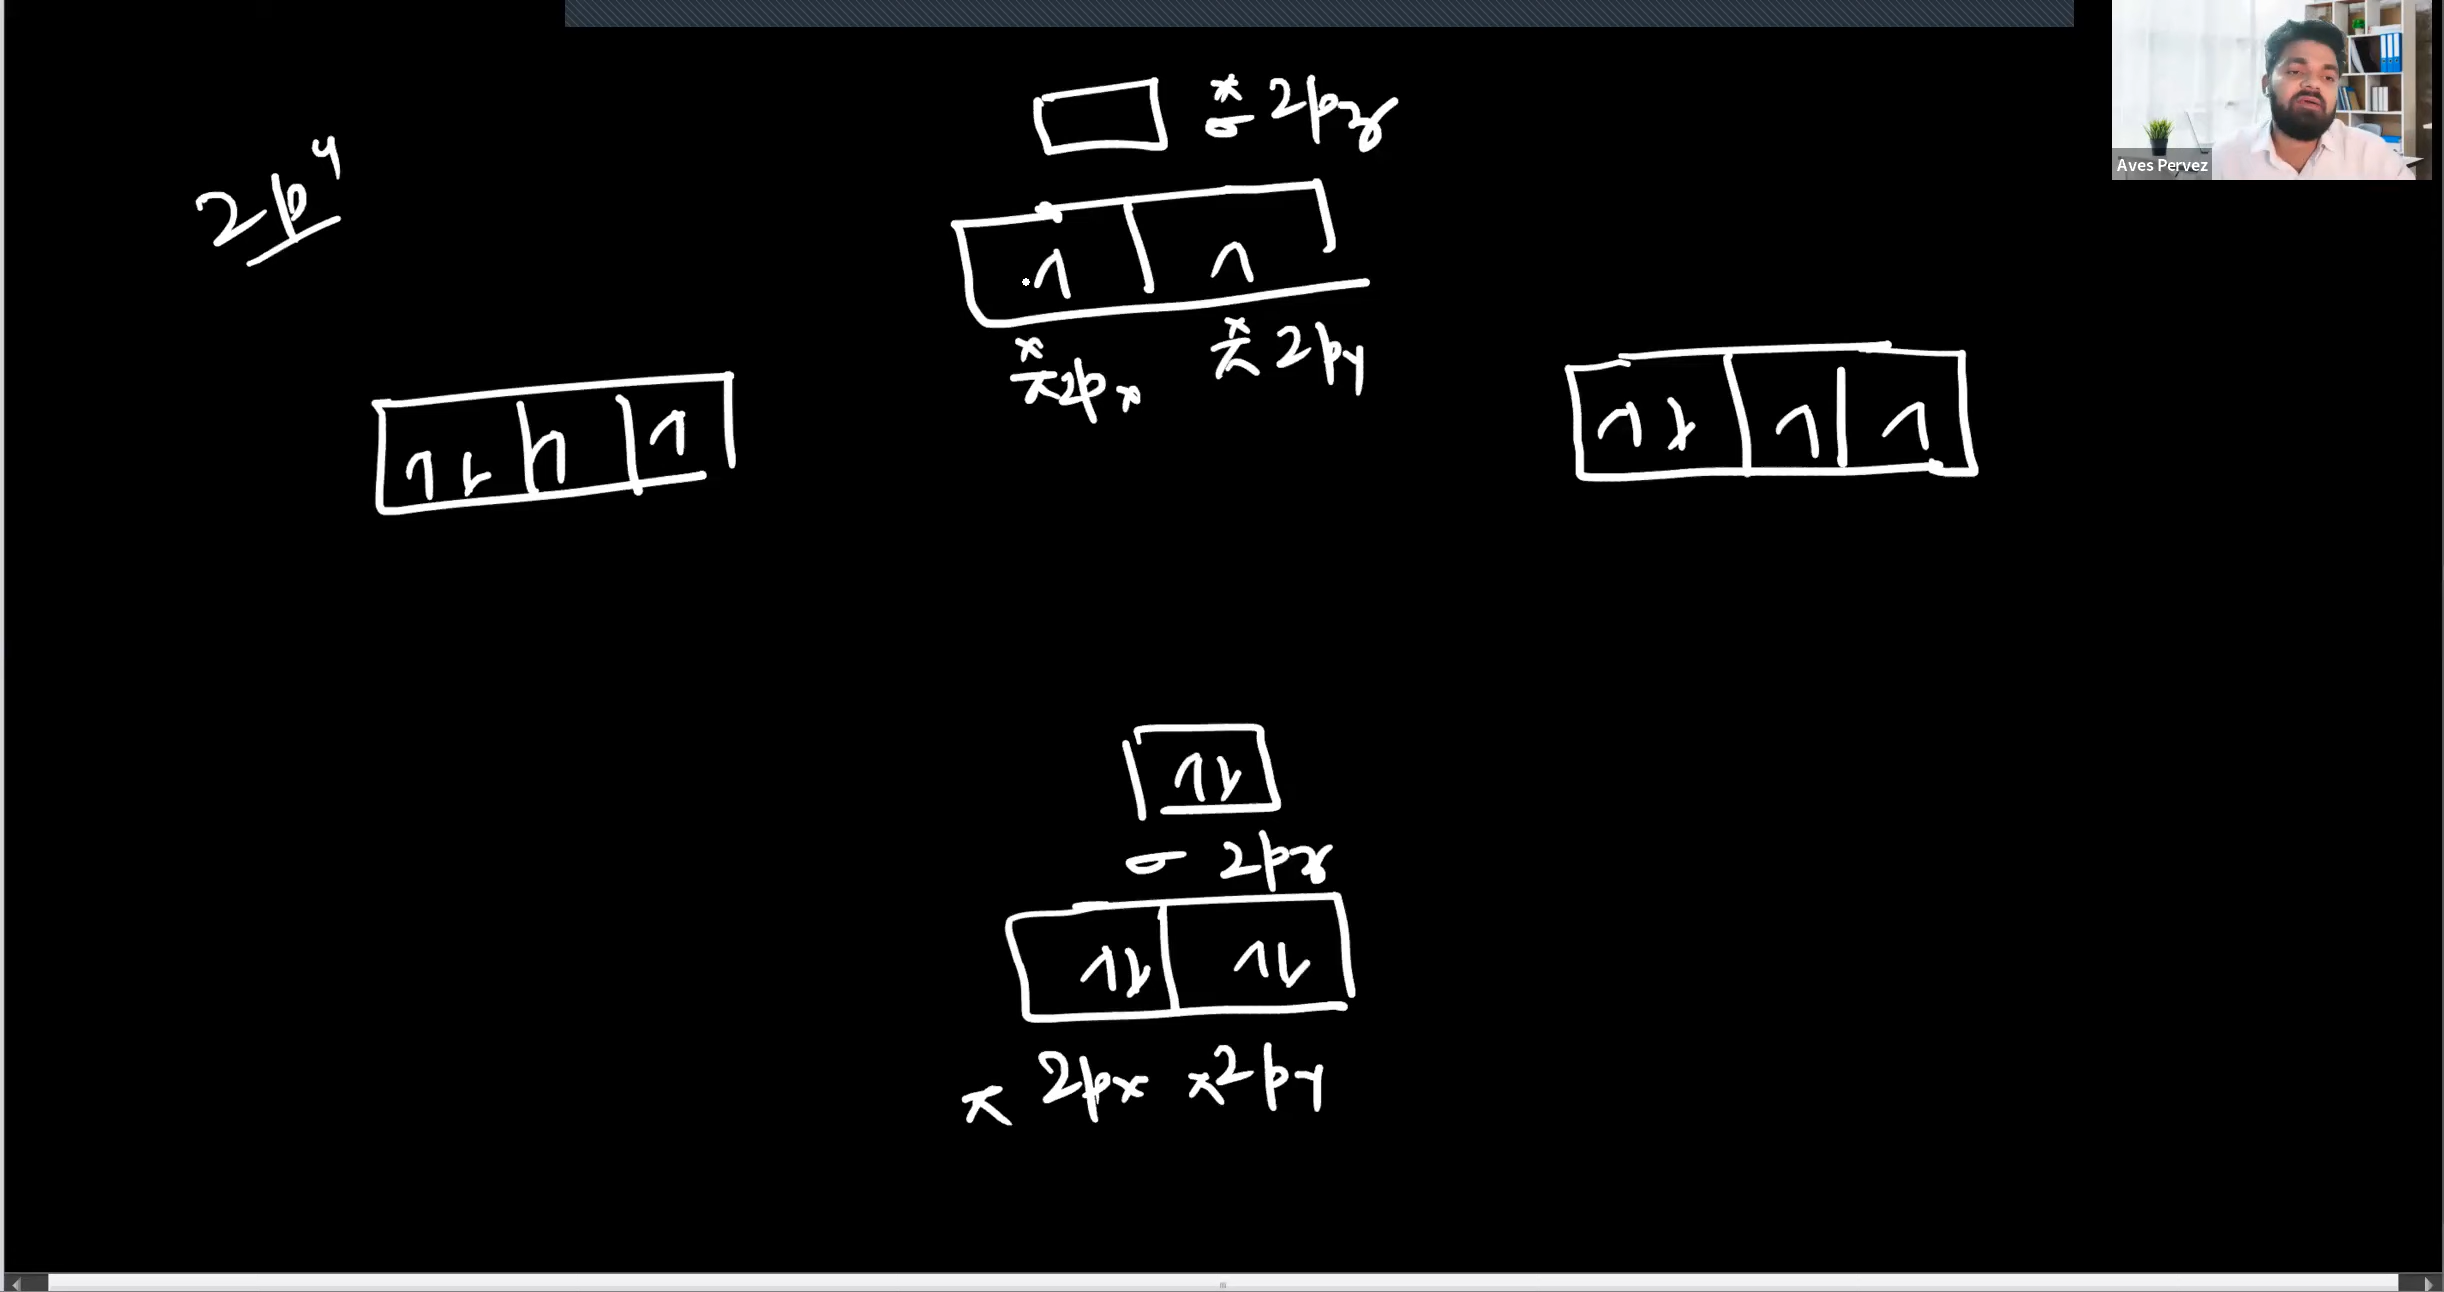 σ* 2pz
2p⁴
↑ ↑
π* 2px π* 2py
↑↓ ↑ ↑
↑↓ ↑ ↑
↑↓
σ 2pz
↑↓ ↑↓
π 2px π 2py
Aves Pervez